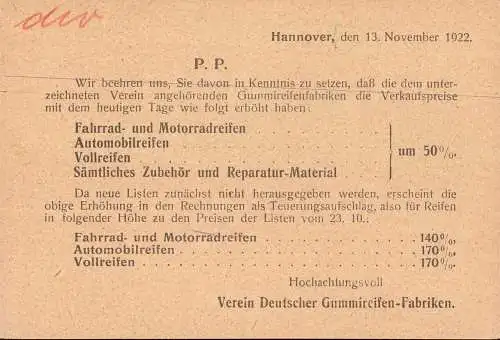 Hannover, den 13. November 1922.
P. P.
Wir beehren uns, Sie davon in Kenntnis zu setzen, daß die dem unter-
zeichneten Verein angehörenden Gummireifenfabriken die Verkaufspreise
mit dem heutigen Tage wie folgt erhöht haben:
Fahrrad- und Motorradreifen . . . . . . . . . .
Automobilreifen . . . . . . . . . .
Vollreifen . . . . . . . . . . um 50%.
Sämtliches Zubehör und Reparatur-Material . . . .
Da neue Listen zunächst nicht herausgegeben werden, erscheint die
obige Erhöhung in den Rechnungen als Teuerungsaufschlag, also für Reifen
in folgender Höhe zu den Preisen der Listen vom 23. 10.:
Fahrrad- und Motorradreifen . . . . . . . . 140%,
Automobilreifen . . . . . . . . . . . . 170%,
Vollreifen . . . . . . . . . . . . . 170%.
Hochachtungsvoll
Verein Deutscher Gummireifen-Fabriken.